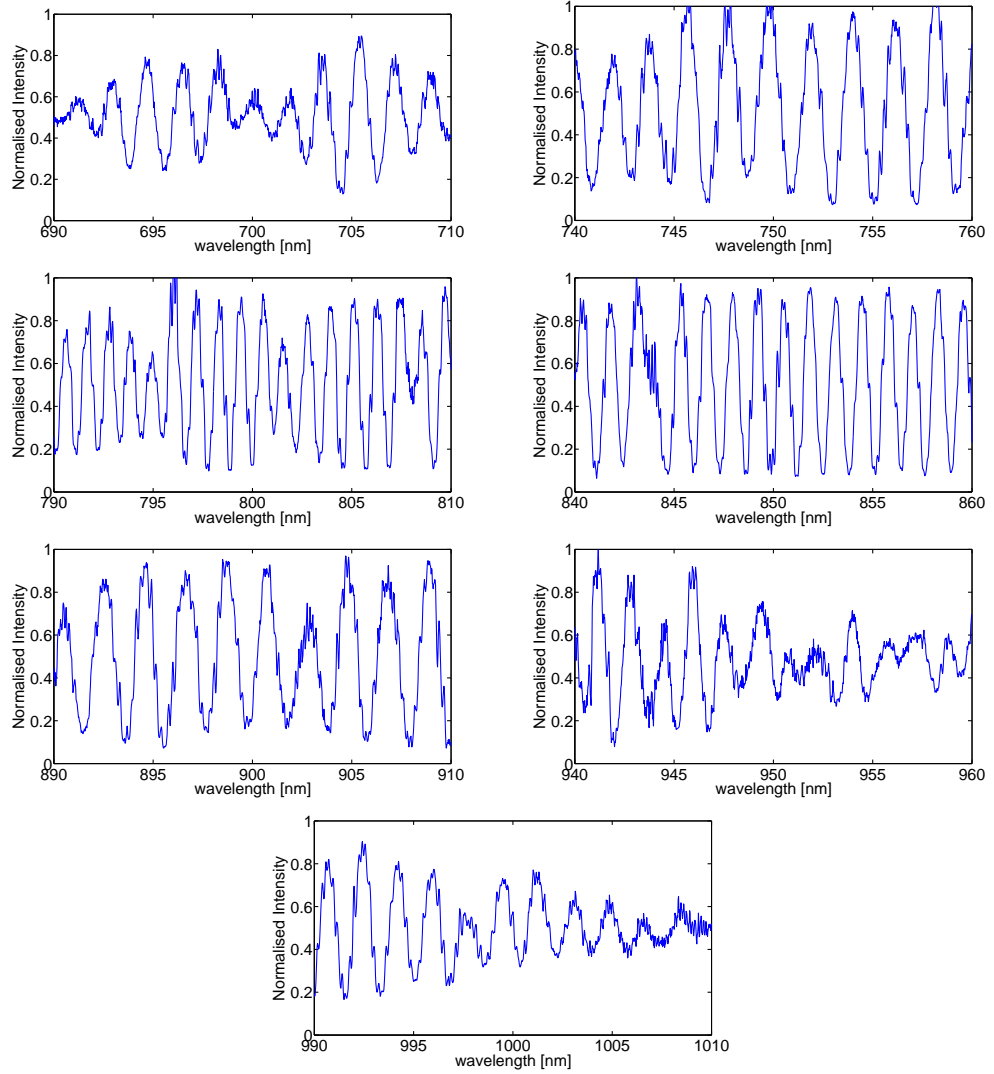 1
0.8
0.6
0.4
0.2
0
Normalised Intensity
690 695 700 705 710
wavelength [nm]
1
0.8
0.6
0.4
0.2
0
Normalised Intensity
740 745 750 755 760
wavelength [nm]
1
0.8
0.6
0.4
0.2
0
Normalised Intensity
790 795 800 805 810
wavelength [nm]
1
0.8
0.6
0.4
0.2
0
Normalised Intensity
840 845 850 855 860
wavelength [nm]
1
0.8
0.6
0.4
0.2
0
Normalised Intensity
890 895 900 905 910
wavelength [nm]
1
0.8
0.6
0.4
0.2
0
Normalised Intensity
940 945 950 955 960
wavelength [nm]
1
0.8
0.6
0.4
0.2
0
Normalised Intensity
990 995 1000 1005 1010
wavelength [nm]